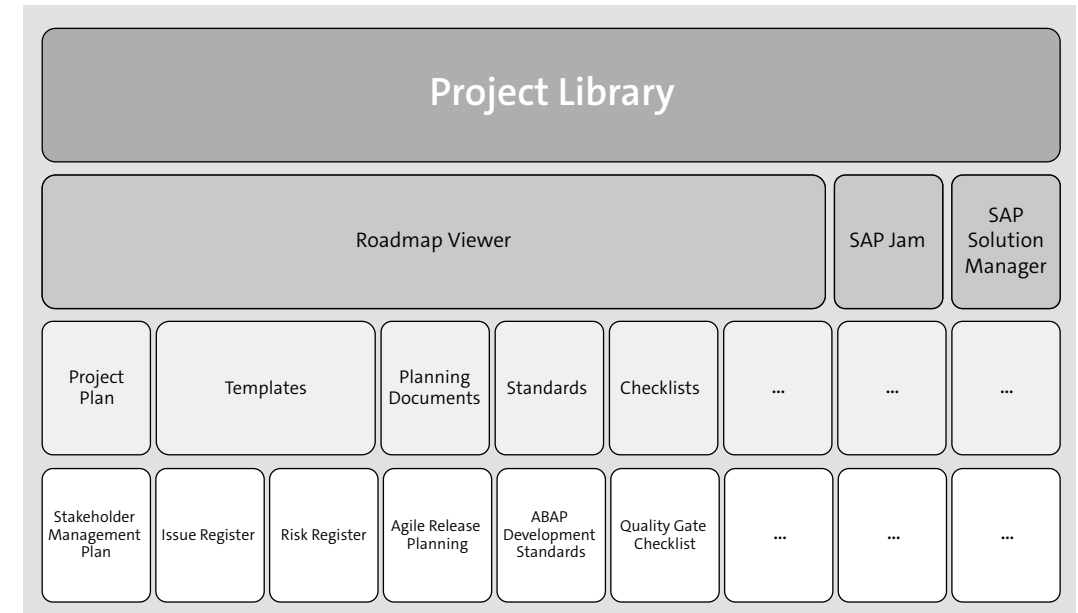 Project Library
Roadmap Viewer
SAP Jam
SAP
Solution
Manager
Project
Plan
Templates
Planning
Documents
Standards
Checklists
...
...
...
Stakeholder
Management
Plan
Issue Register
Risk Register
Agile Release
Planning
ABAP
Development
Standards
Quality Gate
Checklist
...
...
...